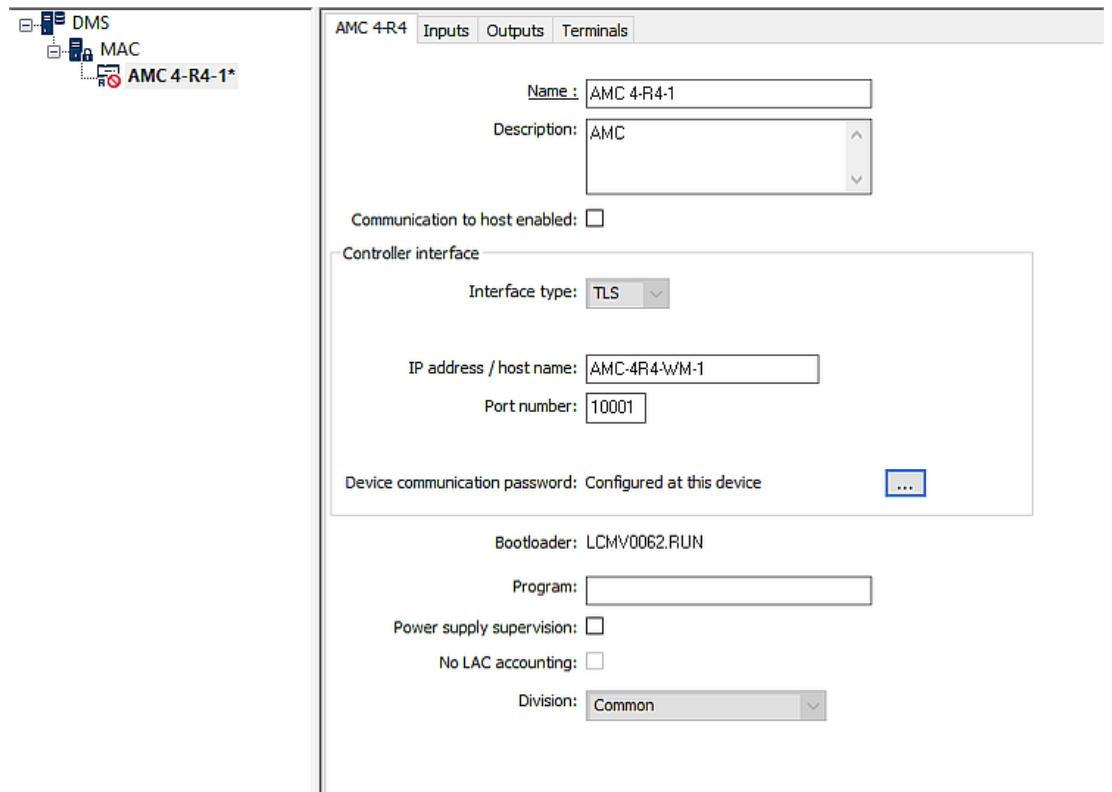 DMS
MAC
AMC 4-R4-1*
AMC 4-R4 Inputs Outputs Terminals
Name : AMC 4-R4-1
Description: AMC
Communication to host enabled:
Controller interface
Interface type: TLS
IP address / host name: AMC-4R4-WM-1
Port number: 10001
Device communication password: Configured at this device ...
Bootloader: LCMV0062.RUN
Program:
Power supply supervision:
No LAC accounting:
Division: Common